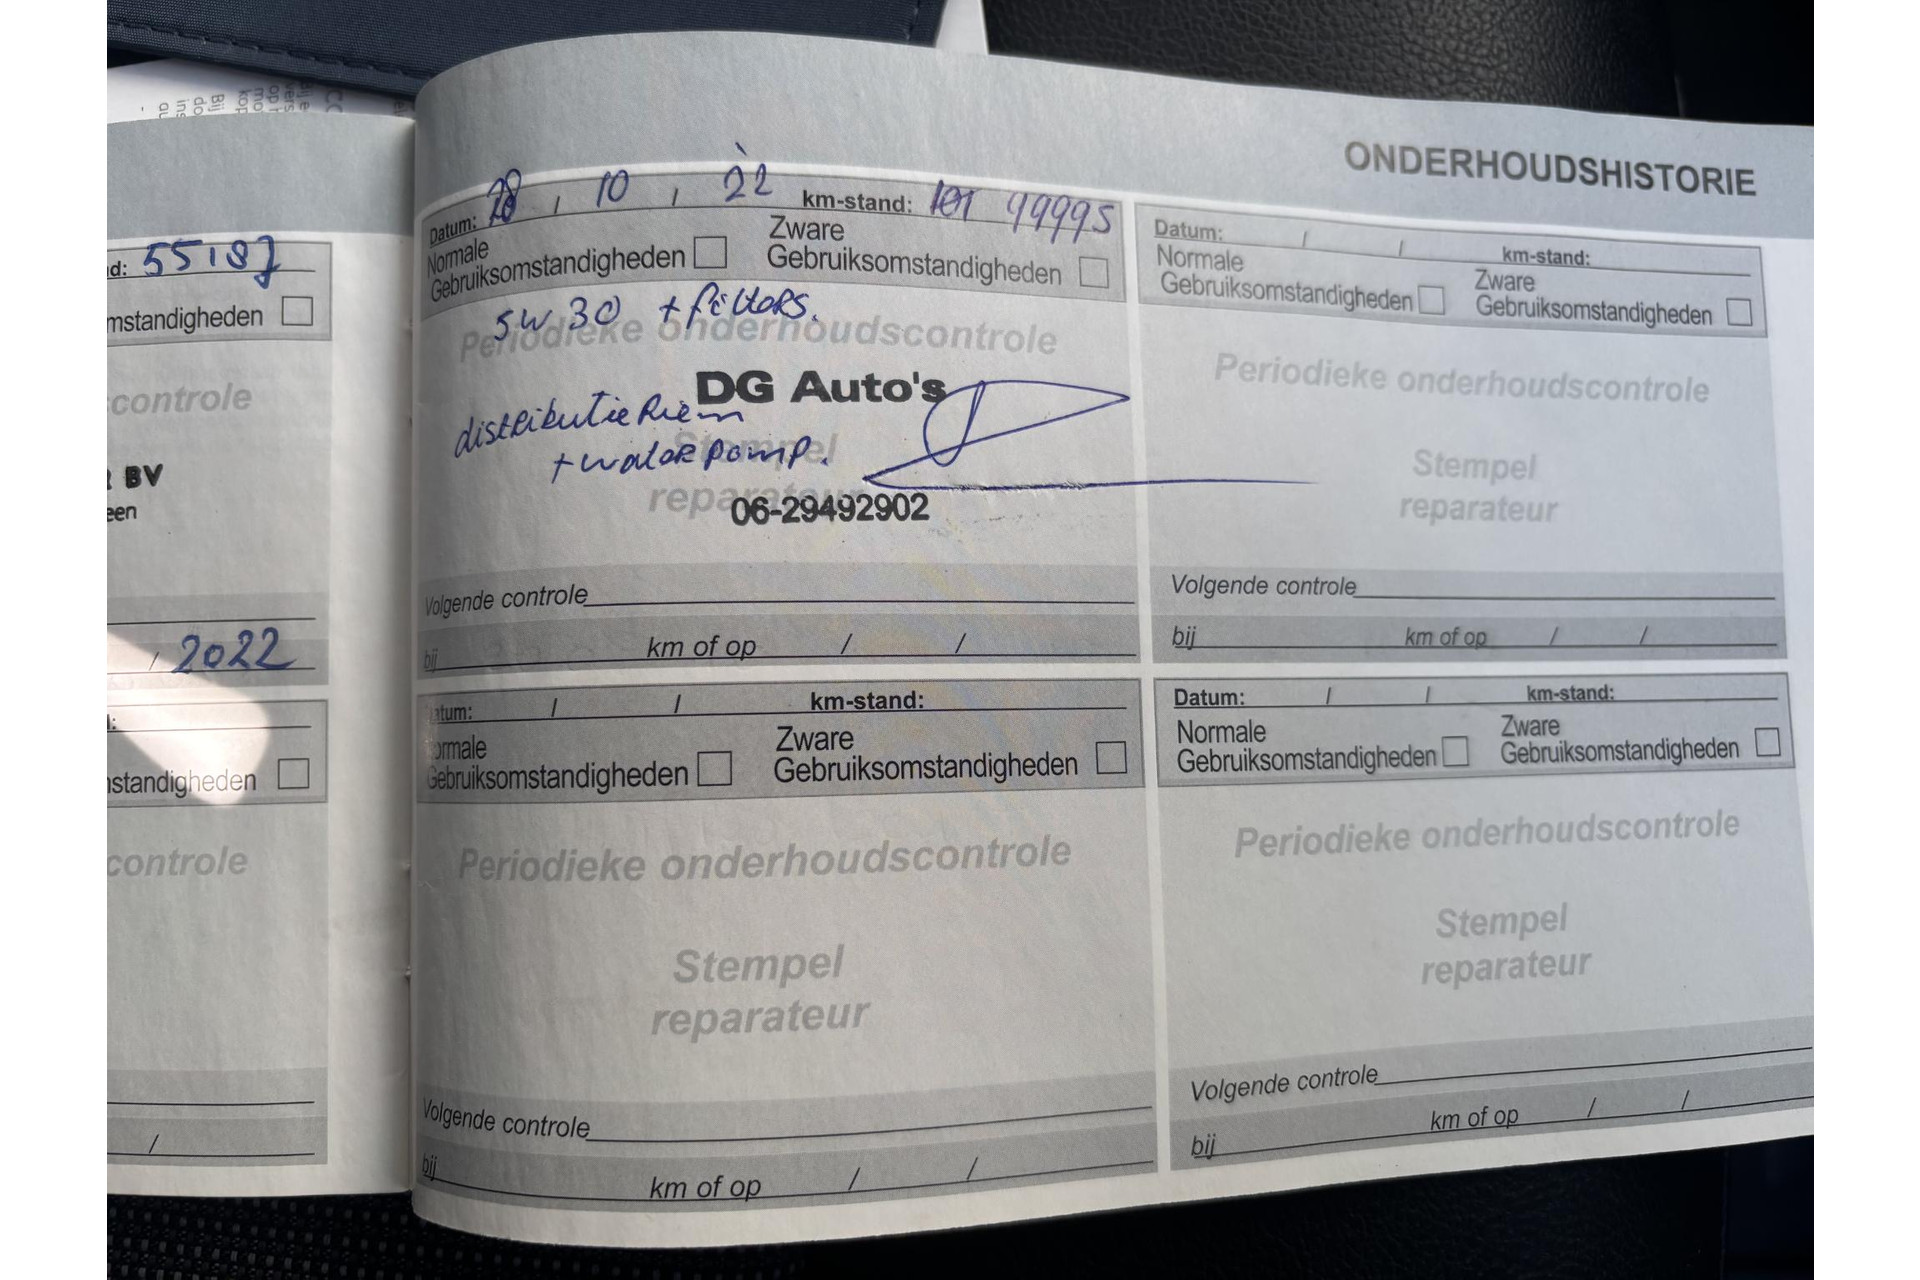 d: 55187
mstandigheden
controle
BV
een
/ 2022
standigheden
controle
/
ONDERHOUDSHISTORIE
Datum: 28 / 10 / 22 km-stand: 99995
Normale
Gebruiksomstandigheden
Zware
Gebruiksomstandigheden
5W30 + filters.
Periodieke onderhoudscontrole
DG Auto's
distributie Riem
Stempel
+ waterpomp.
reparateur
06-29492902
Volgende controle
bij km of op / /
Datum: / / km-stand:
Normale
Gebruiksomstandigheden
Zware
Gebruiksomstandigheden
Periodieke onderhoudscontrole
Stempel
reparateur
Volgende controle
bij km of op / /
atum: / / km-stand:
ormale
Gebruiksomstandigheden
Zware
Gebruiksomstandigheden
Periodieke onderhoudscontrole
Stempel
reparateur
Volgende controle
bij km of op / /
Datum: / / km-stand:
Normale
Gebruiksomstandigheden
Zware
Gebruiksomstandigheden
Periodieke onderhoudscontrole
Stempel
reparateur
Volgende controle
bij km of op / /